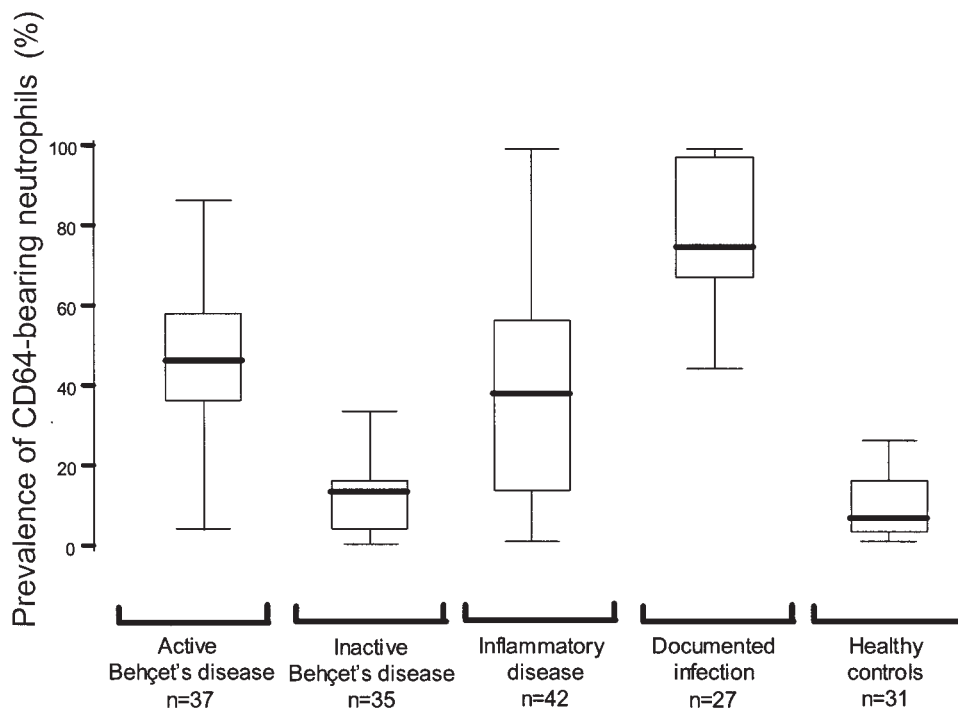 Prevalence of CD64-bearing neutrophils (%)
100
80
60
40
20
0
Active
Behçet's disease
n=37
Inactive
Behçet's disease
n=35
Inflammatory
disease
n=42
Documented
infection
n=27
Healthy
controls
n=31